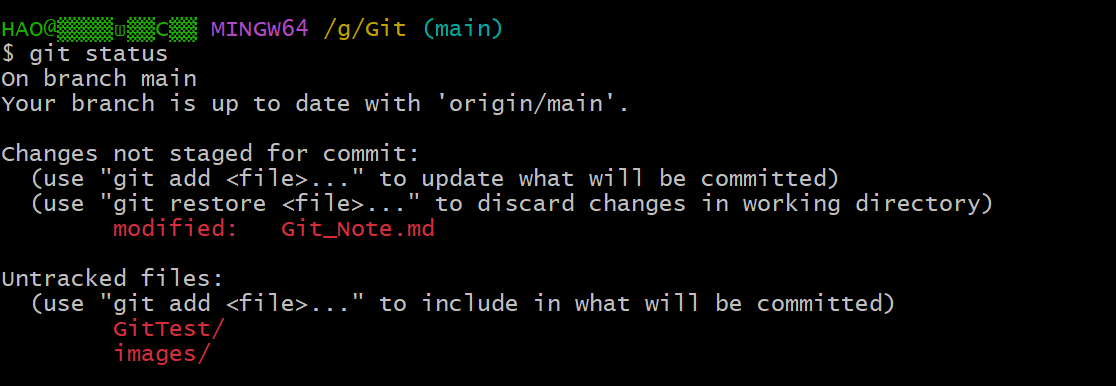 HAO@ MINGW64 /g/Git (main)
$ git status
On branch main
Your branch is up to date with 'origin/main'.
Changes not staged for commit:
(use "git add <file>..." to update what will be committed)
(use "git restore <file>..." to discard changes in working directory)
modified: Git_Note.md
Untracked files:
(use "git add <file>..." to include in what will be committed)
GitTest/
images/